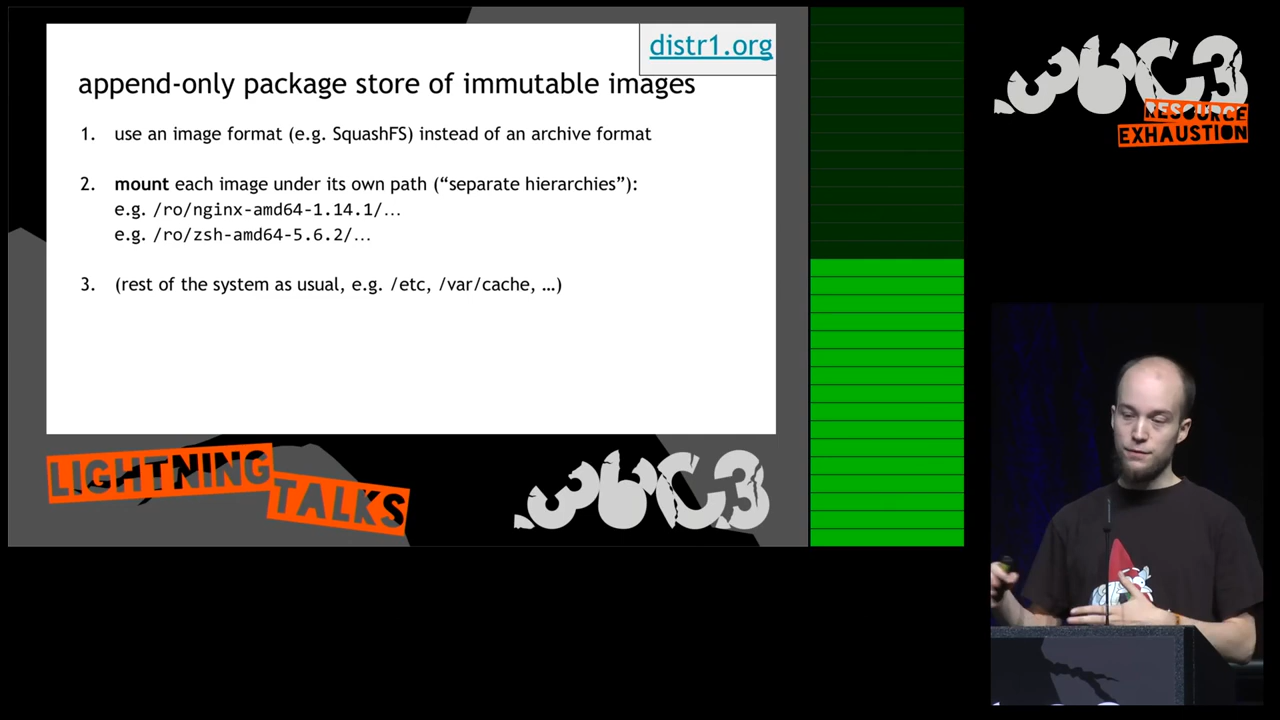 distr1.org
append-only package store of immutable images
1. use an image format (e.g. SquashFS) instead of an archive format
2. mount each image under its own path (“separate hierarchies”):
e.g. /ro/nginx-amd64-1.14.1/…
e.g. /ro/zsh-amd64-5.6.2/…
3. (rest of the system as usual, e.g. /etc, /var/cache, …)
LIGHTNING
TALKS
36C3
36C3
RESOURCE
EXHAUSTION